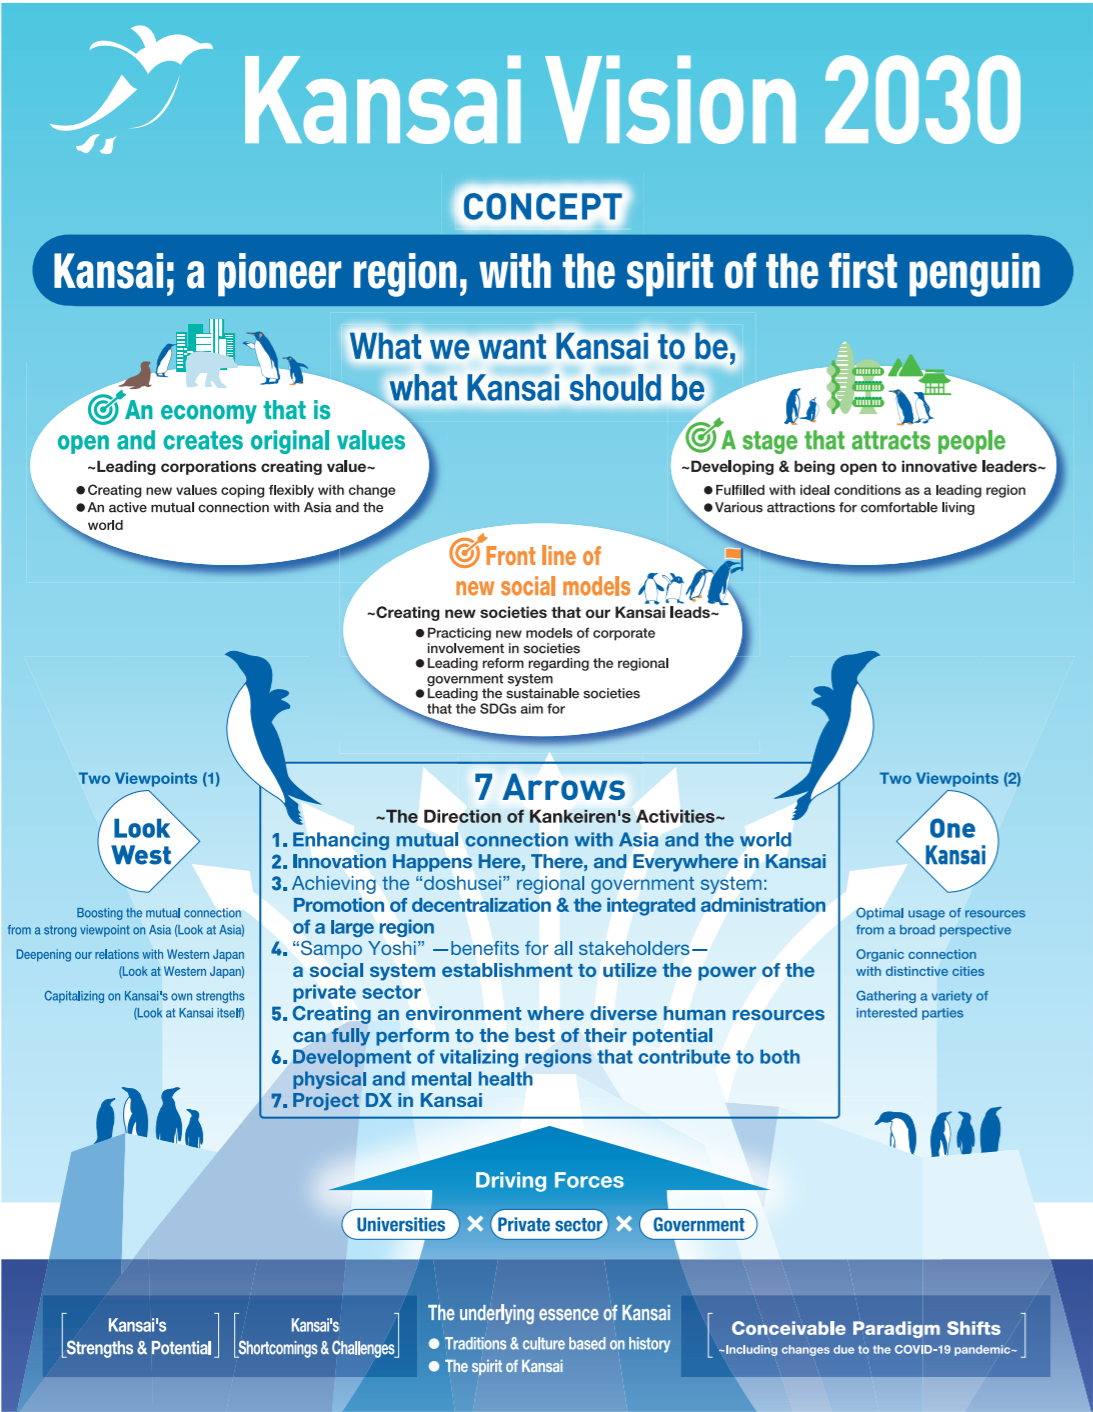 Kansai Vision 2030
CONCEPT
Kansai; a pioneer region, with the spirit of the first penguin
What we want Kansai to be,
what Kansai should be
An economy that is
open and creates original values
~Leading corporations creating value~
● Creating new values coping flexibly with change
● An active mutual connection with Asia and the
world
A stage that attracts people
~Developing & being open to innovative leaders~
● Fulfilled with ideal conditions as a leading region
● Various attractions for comfortable living
Front line of
new social models
~Creating new societies that our Kansai leads~
● Practicing new models of corporate
involvement in societies
● Leading reform regarding the regional
government system
● Leading the sustainable societies
that the SDGs aim for
Two Viewpoints (1)
Look
West
Boosting the mutual connection
from a strong viewpoint on Asia (Look at Asia)
Deepening our relations with Western Japan
(Look at Western Japan)
Capitalizing on Kansai's own strengths
(Look at Kansai itself)
7 Arrows
~The Direction of Kankeiren's Activities~
1. Enhancing mutual connection with Asia and the world
2. Innovation Happens Here, There, and Everywhere in Kansai
3. Achieving the “doshusei” regional government system:
Promotion of decentralization & the integrated administration
of a large region
4. “Sampo Yoshi” —benefits for all stakeholders—
a social system establishment to utilize the power of the
private sector
5. Creating an environment where diverse human resources
can fully perform to the best of their potential
6. Development of vitalizing regions that contribute to both
physical and mental health
7. Project DX in Kansai
Two Viewpoints (2)
One
Kansai
Optimal usage of resources
from a broad perspective
Organic connection
with distinctive cities
Gathering a variety of
interested parties
Driving Forces
Universities × Private sector × Government
Kansai's
Strengths & Potential
Kansai's
Shortcomings & Challenges
The underlying essence of Kansai
● Traditions & culture based on history
● The spirit of Kansai
Conceivable Paradigm Shifts
~Including changes due to the COVID-19 pandemic~